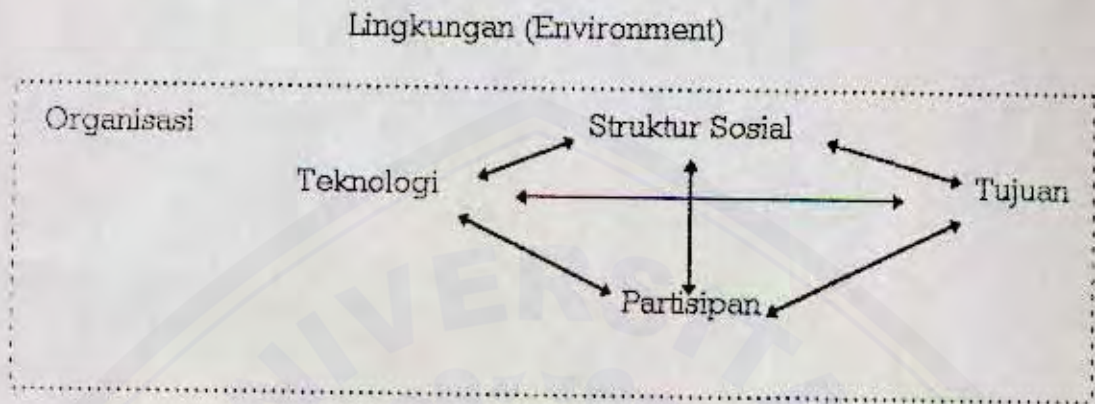 Lingkungan (Environment)
Organisasi
Struktur Sosial
Teknologi
Tujuan
Partisipan